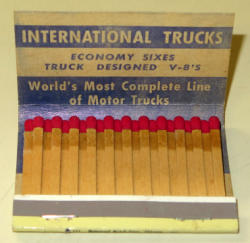 INTERNATIONAL TRUCKS
ECONOMY SIXES
TRUCK DESIGNED V-8'S
World's Most Complete Line
of Motor Trucks